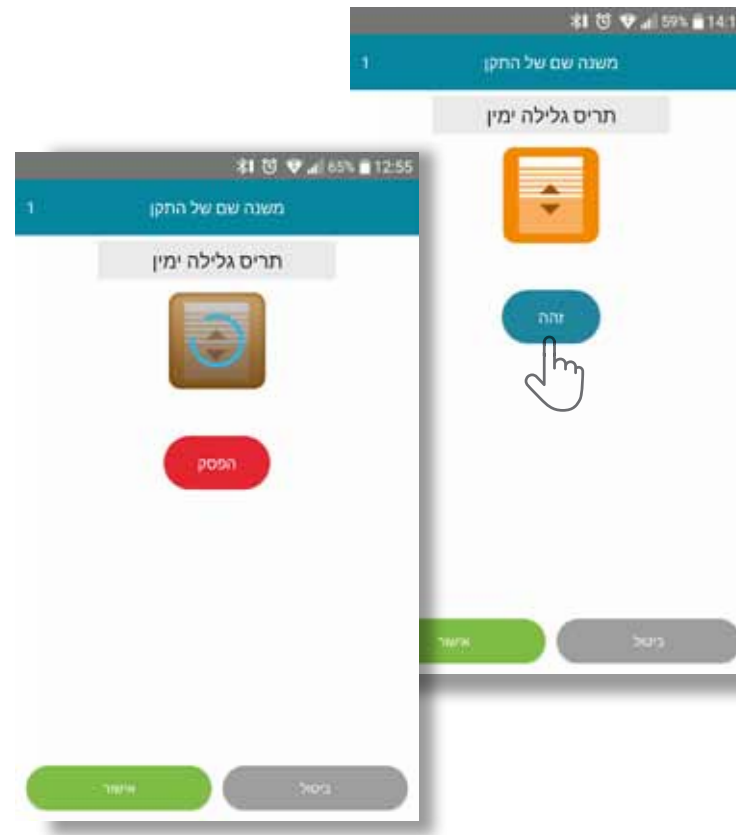 59% 14:1
משנה שם של התקן
1
תריס גלילה ימין
זהה
ביטול
אישור
65% 12:55
משנה שם של התקן
1
תריס גלילה ימין
הפסק
ביטול
אישור